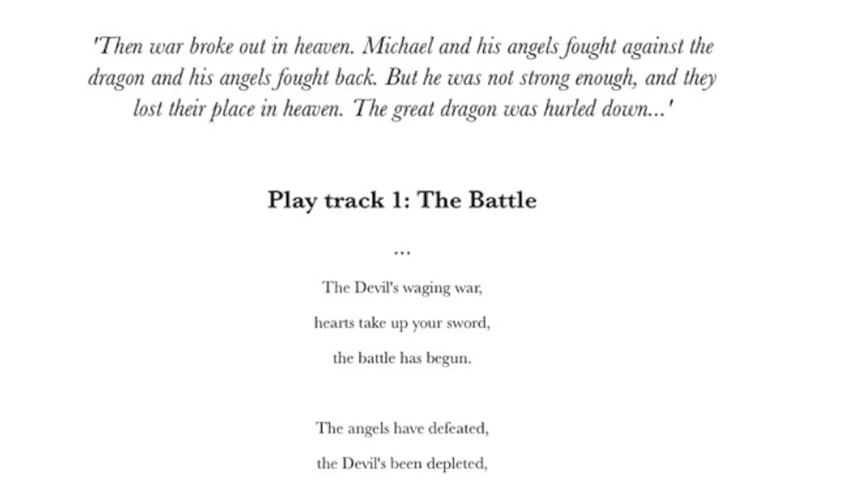 'Then war broke out in heaven. Michael and his angels fought against the
dragon and his angels fought back. But he was not strong enough, and they
lost their place in heaven. The great dragon was hurled down...'
Play track 1: The Battle
...
The Devil's waging war,
hearts take up your sword,
the battle has begun.
The angels have defeated,
the Devil's been depleted,